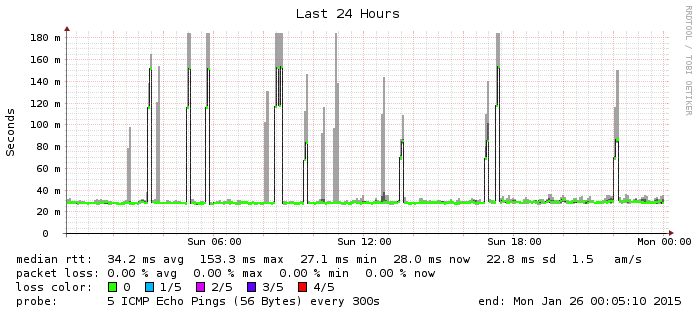 Last 24 Hours
RRDTOOL / TOBI OETIKER
Seconds
180 m
160 m
140 m
120 m
100 m
80 m
60 m
40 m
20 m
0
Sun 06:00 Sun 12:00 Sun 18:00 Mon 00:00
median rtt: 34.2 ms avg 153.3 ms max 27.1 ms min 28.0 ms now 22.8 ms sd 1.5 am/s
packet loss: 0.00 % avg 0.00 % max 0.00 % min 0.00 % now
loss color: 0 1/5 2/5 3/5 4/5
probe: 5 ICMP Echo Pings (56 Bytes) every 300s end: Mon Jan 26 00:05:10 2015